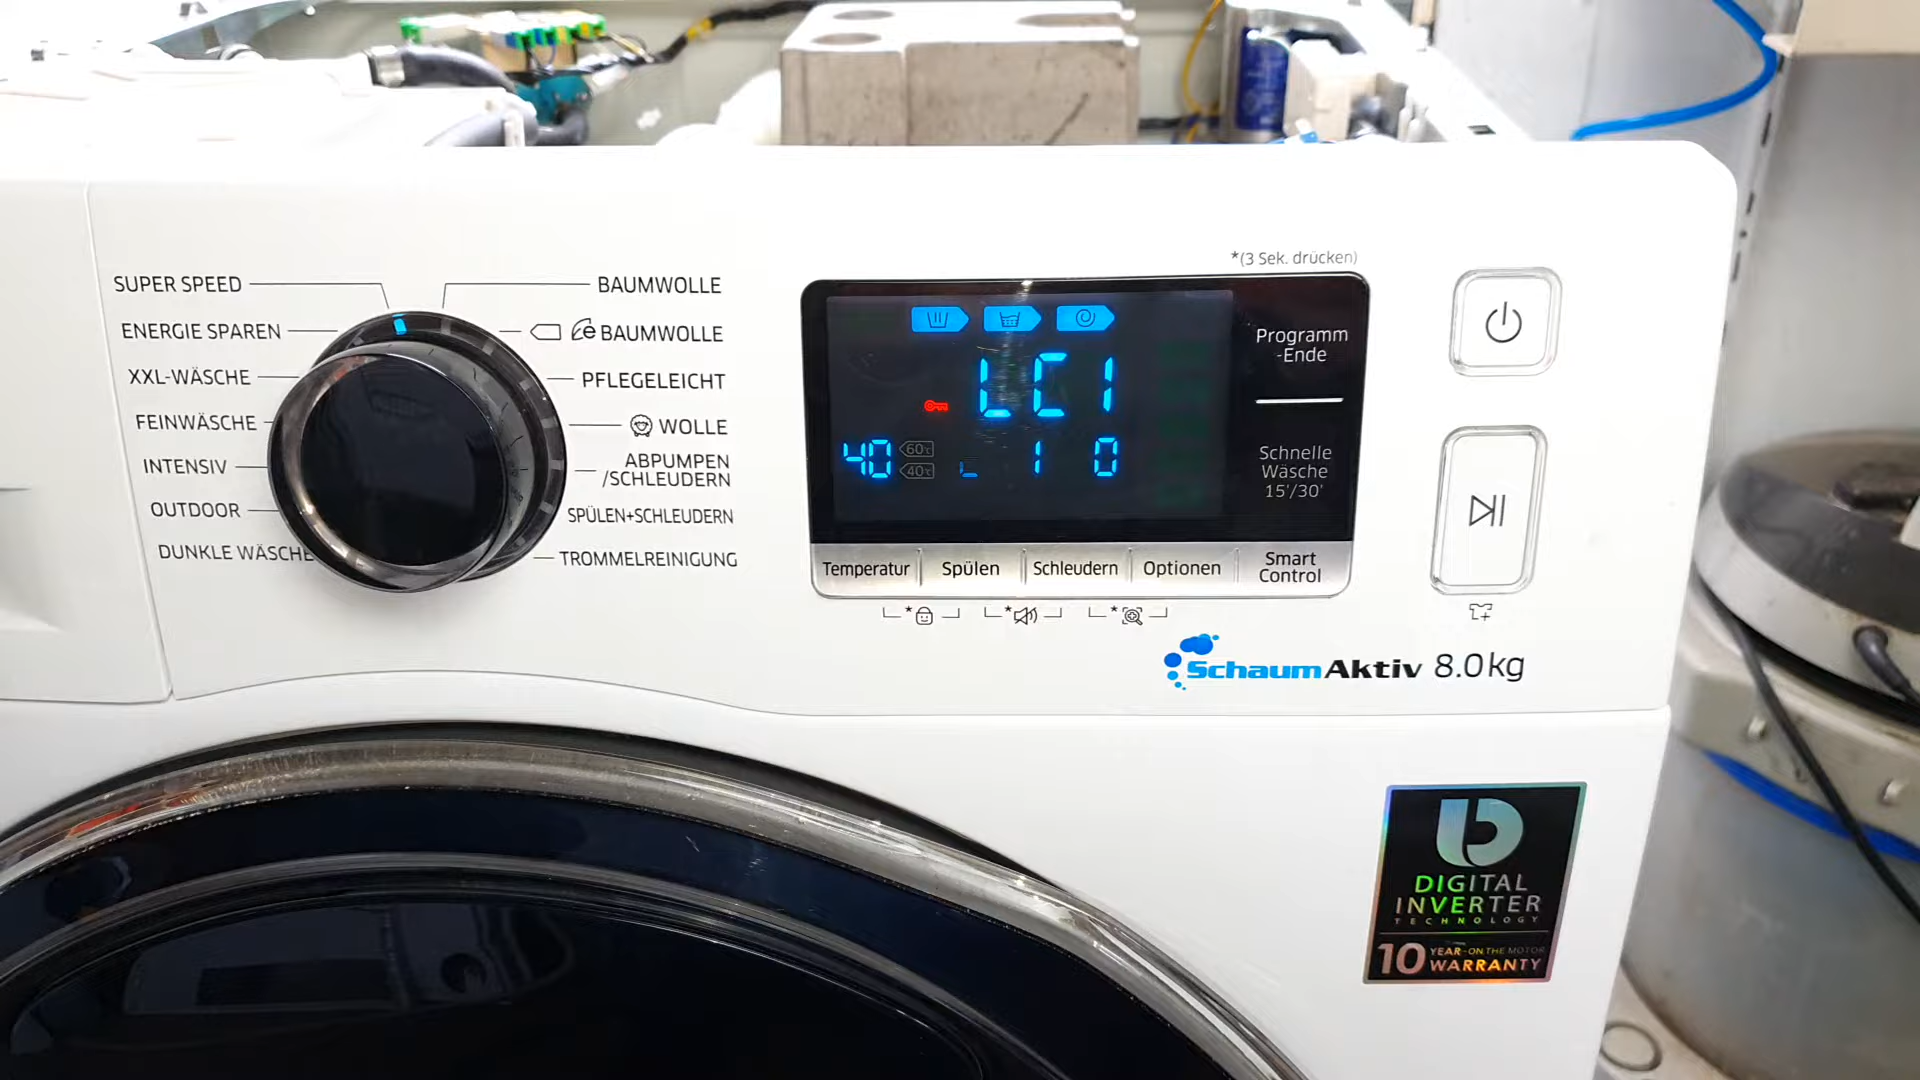 *(3 Sek. drücken)
SUPER SPEED
ENERGIE SPAREN
XXL-WÄSCHE
FEINWÄSCHE
INTENSIV
OUTDOOR
DUNKLE WÄSCHE
BAUMWOLLE
BAUMWOLLE
PFLEGELEICHT
WOLLE
ABPUMPEN
/SCHLEUDERN
SPÜLEN+SCHLEUDERN
TROMMELREINIGUNG
LC1
40 60℃ 40℃ 1 0
Programm
-Ende
Schnelle
Wäsche
15'/30'
Temperatur Spülen Schleudern Optionen Smart
Control
SchaumAktiv 8.0kg
DIGITAL
INVERTER
TECHNOLOGY
10 YEAR-ON THE MOTOR
WARRANTY